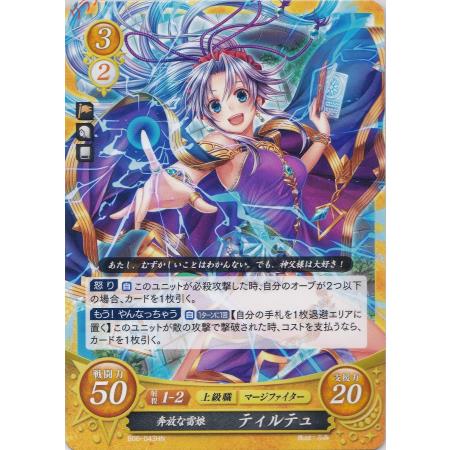 3
2
あたし、むずかしいことはわかんない。でも、神父様は大好き！
怒り 自 このユニットが必殺攻撃した時、自分のオーブが２つ以下
の場合、カードを１枚引く。
もう！やんなっちゃう 自 1ターンに1回 【自分の手札を１枚退避エリアに
置く】このユニットが敵の攻撃で撃破された時、コストを支払うなら、
カードを１枚引く。
戦闘力
50
射程 1-2 上級職 マージファイター
支援力
20
奔放な雷娘 ティルテュ
B06-043HN